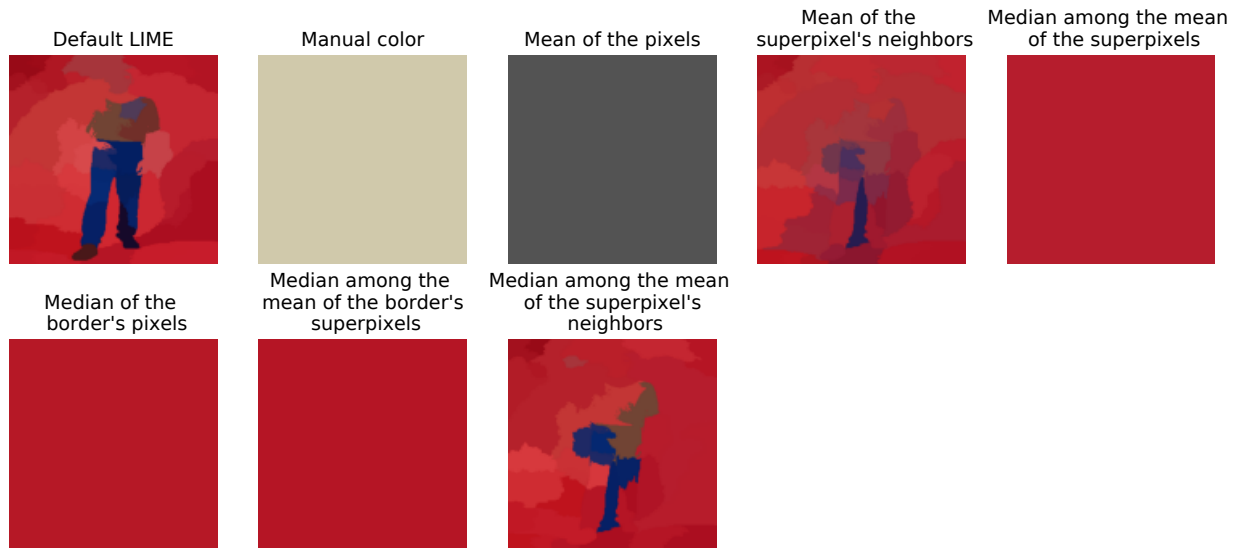 Default LIME
Manual color
Mean of the pixels
Mean of the
superpixel's neighbors
Median among the mean
of the superpixels
Median of the
border's pixels
Median among the
mean of the border's
superpixels
Median among the mean
of the superpixel's
neighbors